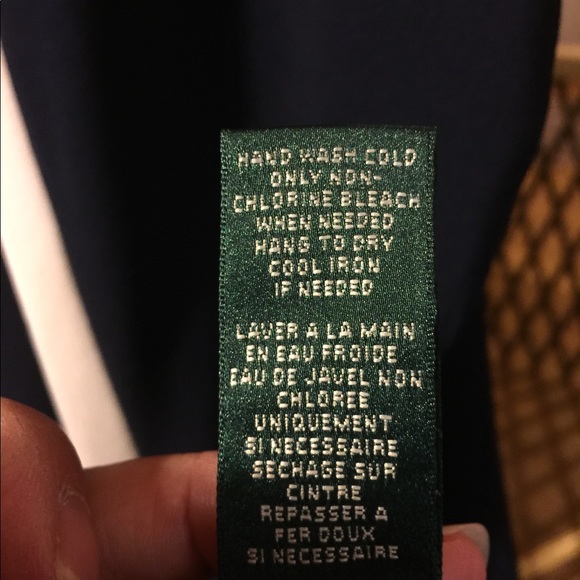 HAND WASH COLD
ONLY NON-
CHLORINE BLEACH
WHEN NEEDED
HANG TO DRY
COOL IRON
IF NEEDED
LAVER A LA MAIN
EN EAU FROIDE
EAU DE JAVEL NON
CHLOREE
UNIQUEMENT
SI NECESSAIRE
SECHAGE SUR
CINTRE
REPASSER A
FER DOUX
SI NECESSAIRE